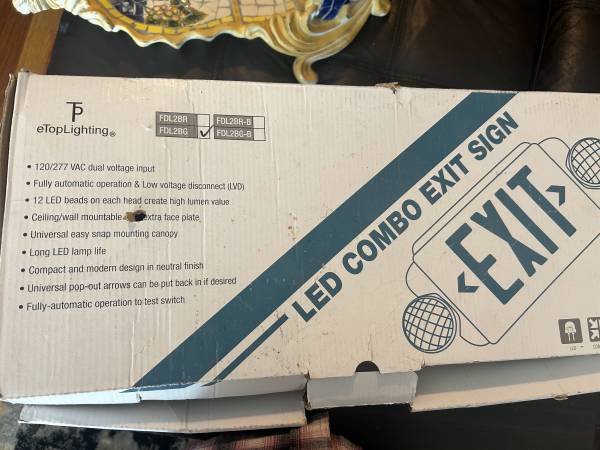 TP
eTopLighting®
FDL2BR FDL2BR-B
FDL2BG ✓ FDL2BG-B
• 120/277 VAC dual voltage input
• Fully automatic operation & Low voltage disconnect (LVD)
• 12 LED beads on each head create high lumen value
• Ceiling/wall mountable extra face plate
• Universal easy snap mounting canopy
• Long LED lamp life
• Compact and modern design in neutral finish
• Universal pop-out arrows can be put back in if desired
• Fully-automatic operation to test switch
LED COMBO EXIT SIGN
EXIT
LED